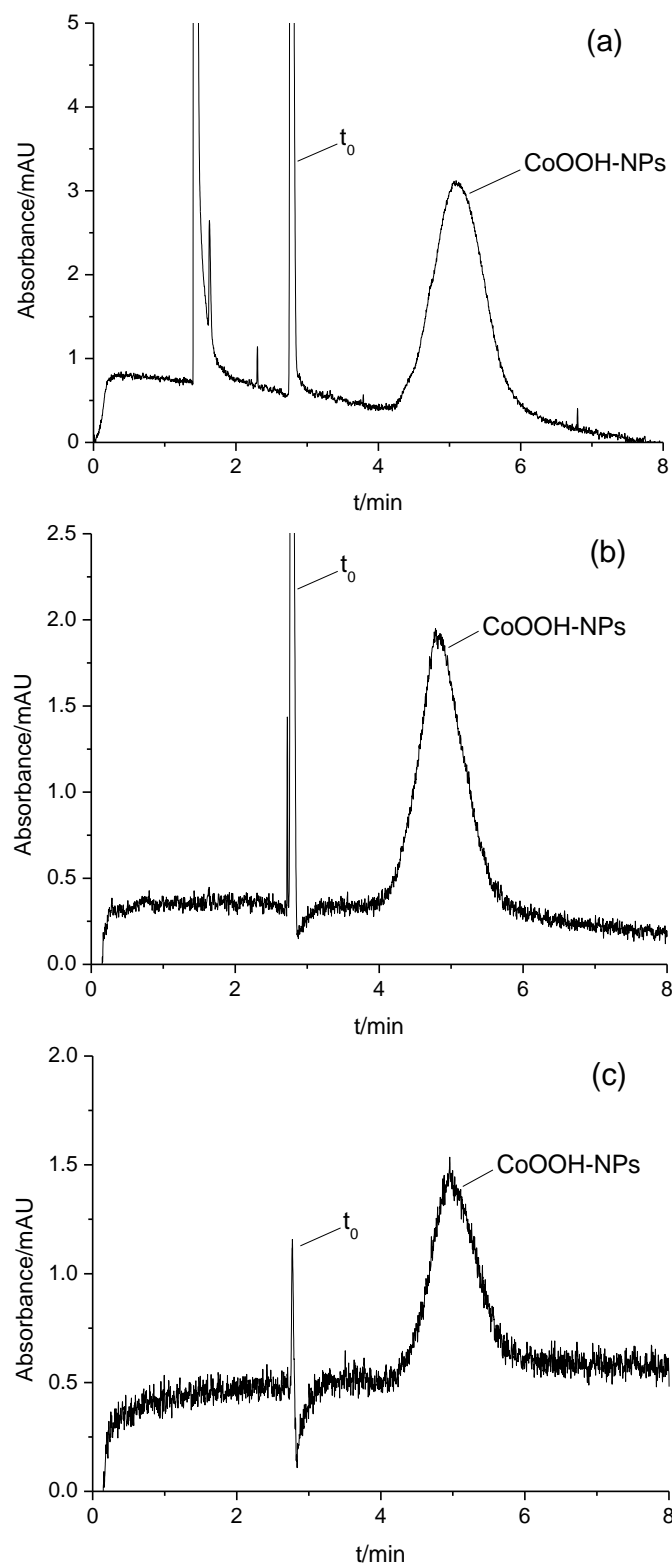 (a)
5
4
3
2
1
0
Absorbance/mAU
t0
CoOOH-NPs
0 2 4 6 8
t/min
(b)
2.5
2.0
1.5
1.0
0.5
0.0
Absorbance/mAU
t0
CoOOH-NPs
0 2 4 6 8
t/min
(c)
2.0
1.5
1.0
0.5
0.0
Absorbance/mAU
t0
CoOOH-NPs
0 2 4 6 8
t/min